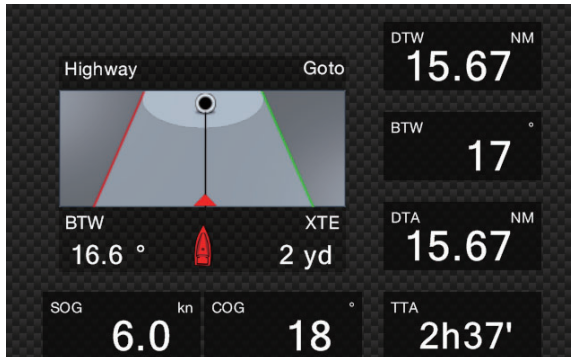 Highway Goto
BTW XTE
16.6 ° 2 yd
DTW NM
15.67
BTW °
17
DTA NM
15.67
SOG kn
6.0
COG °
18
TTA
2h37'